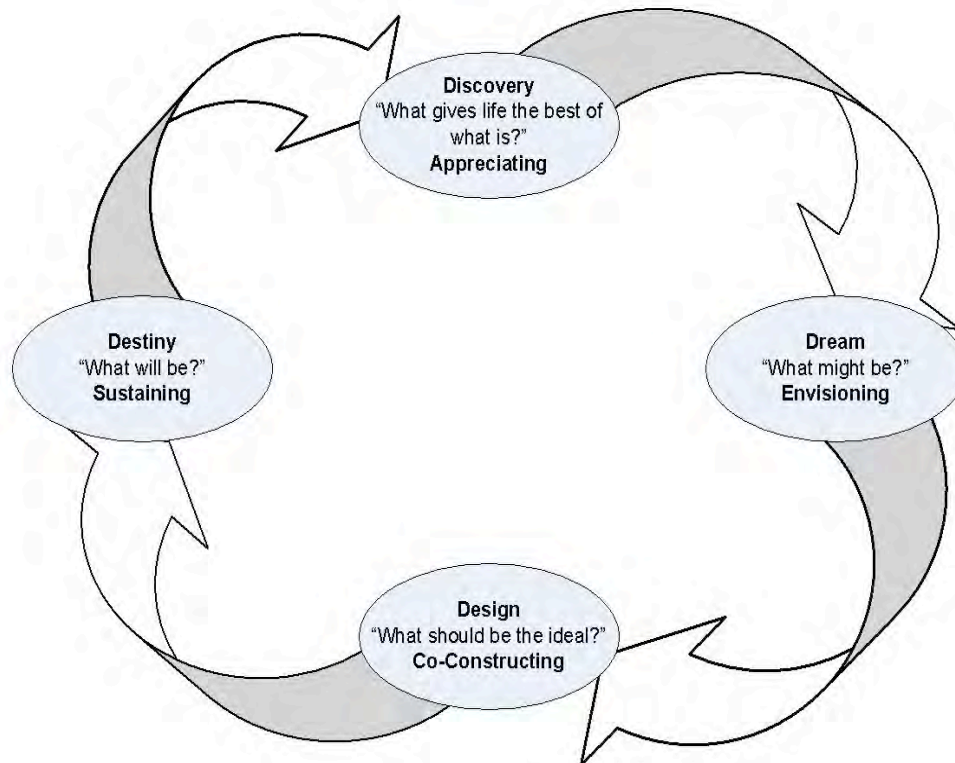 Discovery
“What gives life the best of
what is?”
Appreciating
Dream
“What might be?”
Envisioning
Design
“What should be the ideal?”
Co-Constructing
Destiny
“What will be?”
Sustaining